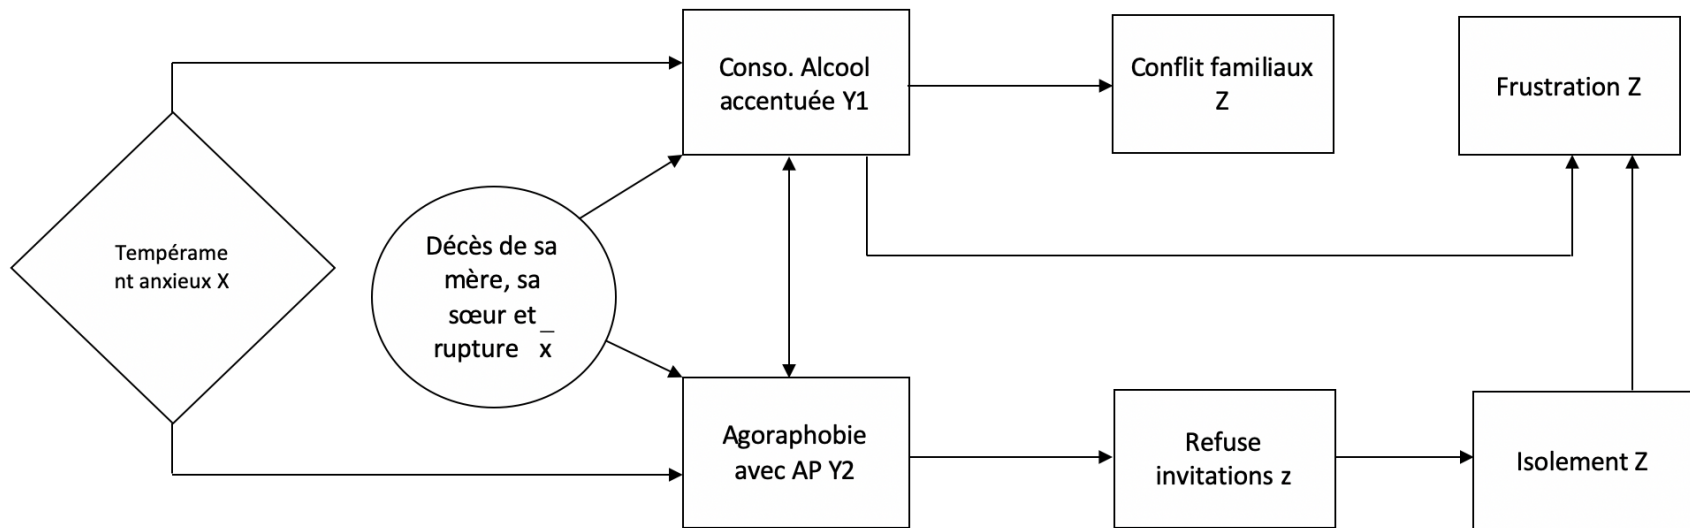 Conso. Alcool
accentuée Y1
Conflit familiaux
Z
Frustration Z
Tempérame
nt anxieux X
Décès de sa
mère, sa
sœur et
rupture x̅
Agoraphobie
avec AP Y2
Refuse
invitations z
Isolement Z